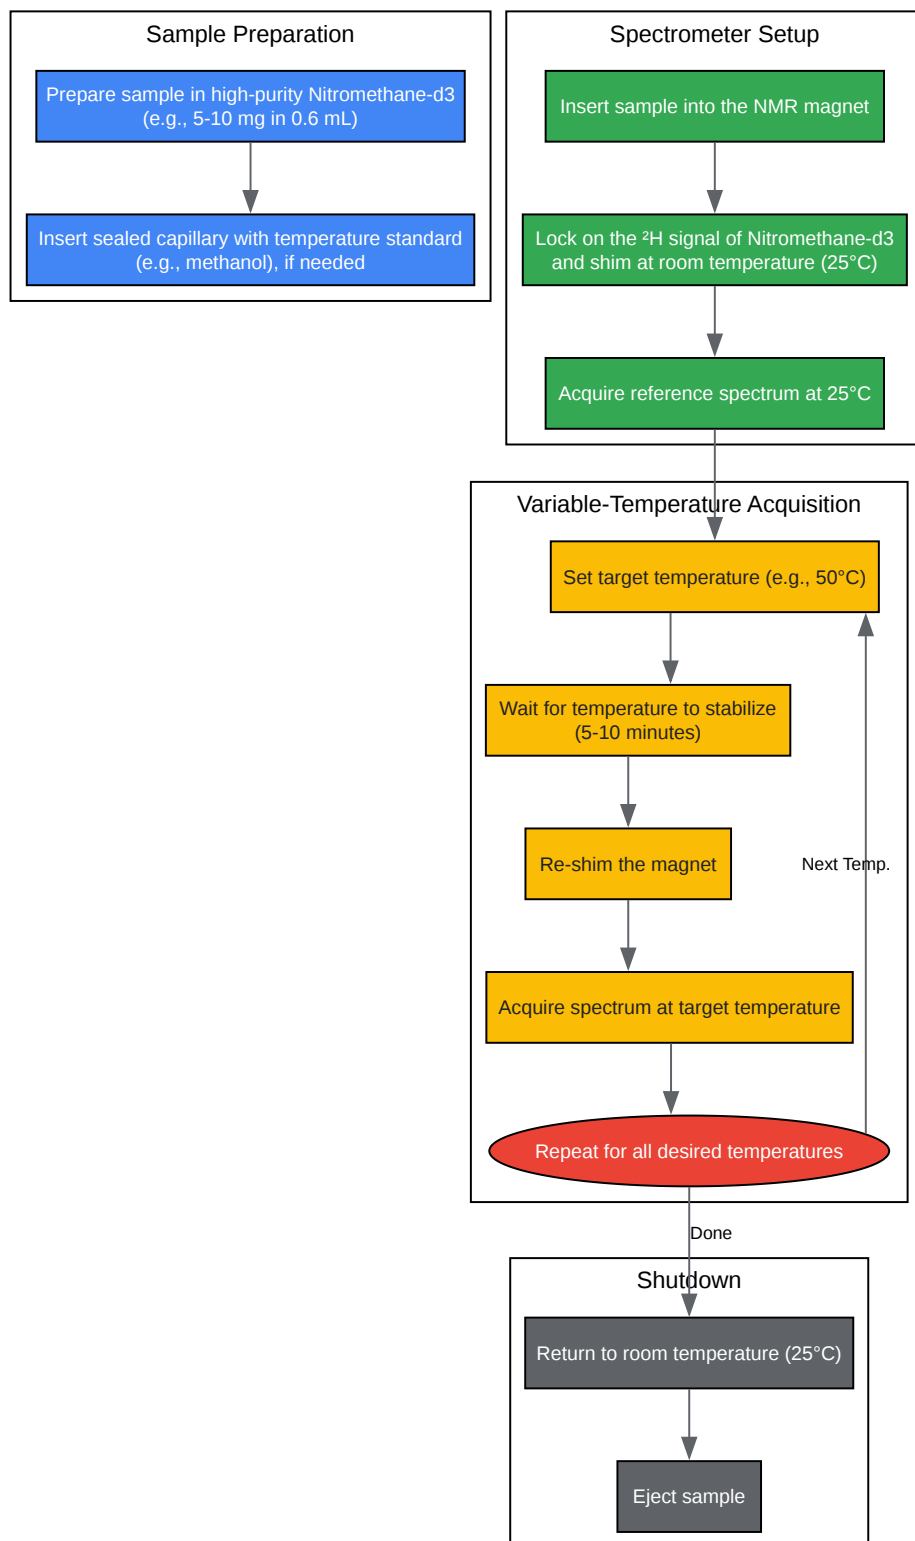 Sample Preparation
Prepare sample in high-purity Nitromethane-d3
(e.g., 5-10 mg in 0.6 mL)
Insert sealed capillary with temperature standard
(e.g., methanol), if needed
Spectrometer Setup
Insert sample into the NMR magnet
Lock on the ²H signal of Nitromethane-d3
and shim at room temperature (25°C)
Acquire reference spectrum at 25°C
Variable-Temperature Acquisition
Set target temperature (e.g., 50°C)
Wait for temperature to stabilize
(5-10 minutes)
Re-shim the magnet
Next Temp.
Acquire spectrum at target temperature
Repeat for all desired temperatures
Done
Shutdown
Return to room temperature (25°C)
Eject sample